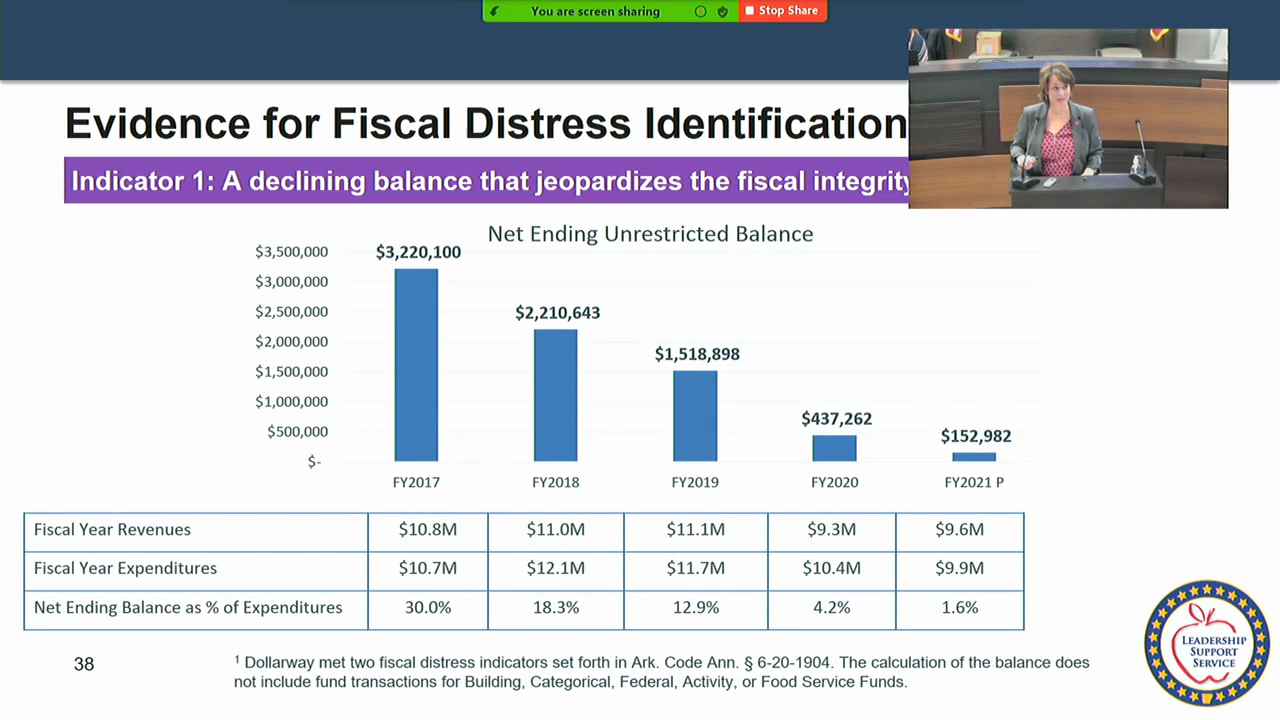 You are screen sharing
Stop Share
Evidence for Fiscal Distress Identification
Indicator 1: A declining balance that jeopardizes the fiscal integrity
Net Ending Unrestricted Balance
$3,500,000
$3,000,000
$2,500,000
$2,000,000
$1,500,000
$1,000,000
$500,000
$-
$3,220,100
$2,210,643
$1,518,898
$437,262
$152,982
FY2017 FY2018 FY2019 FY2020 FY2021 P
Fiscal Year Revenues $10.8M $11.0M $11.1M $9.3M $9.6M
Fiscal Year Expenditures $10.7M $12.1M $11.7M $10.4M $9.9M
Net Ending Balance as % of Expenditures 30.0% 18.3% 12.9% 4.2% 1.6%
38
1 Dollarway met two fiscal distress indicators set forth in Ark. Code Ann. § 6-20-1904. The calculation of the balance does
not include fund transactions for Building, Categorical, Federal, Activity, or Food Service Funds.
LEADERSHIP
SUPPORT
SERVICE